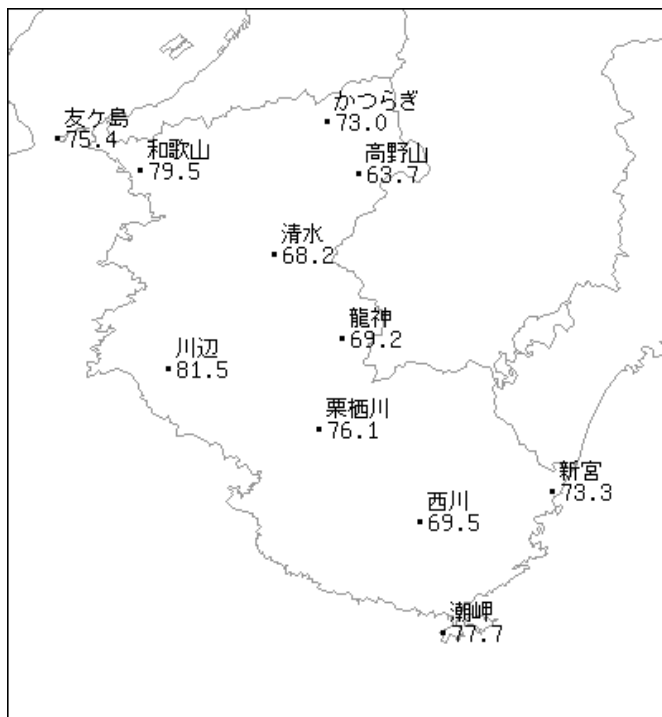 かつらぎ
73.0
友ケ島
75.4
和歌山
79.5
高野山
63.7
清水
68.2
龍神
69.2
川辺
81.5
栗栖川
76.1
新宮
73.3
西川
69.5
潮岬
77.7